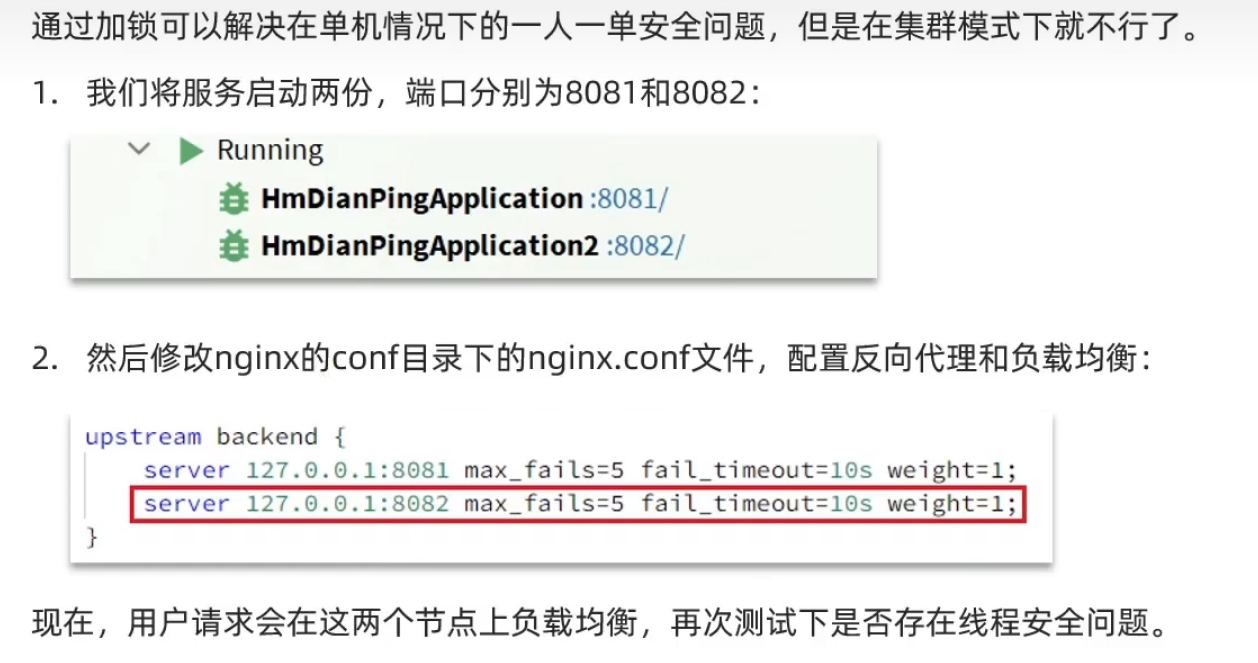 通过加锁可以解决在单机情况下的一人一单安全问题，但是在集群模式下就不行了。
1. 我们将服务启动两份，端口分别为8081和8082：
Running
HmDianPingApplication :8081/
HmDianPingApplication2 :8082/
2. 然后修改nginx的conf目录下的nginx.conf文件，配置反向代理和负载均衡：
upstream backend {
server 127.0.0.1:8081 max_fails=5 fail_timeout=10s weight=1;
server 127.0.0.1:8082 max_fails=5 fail_timeout=10s weight=1;
}
现在，用户请求会在这两个节点上负载均衡，再次测试下是否存在线程安全问题。